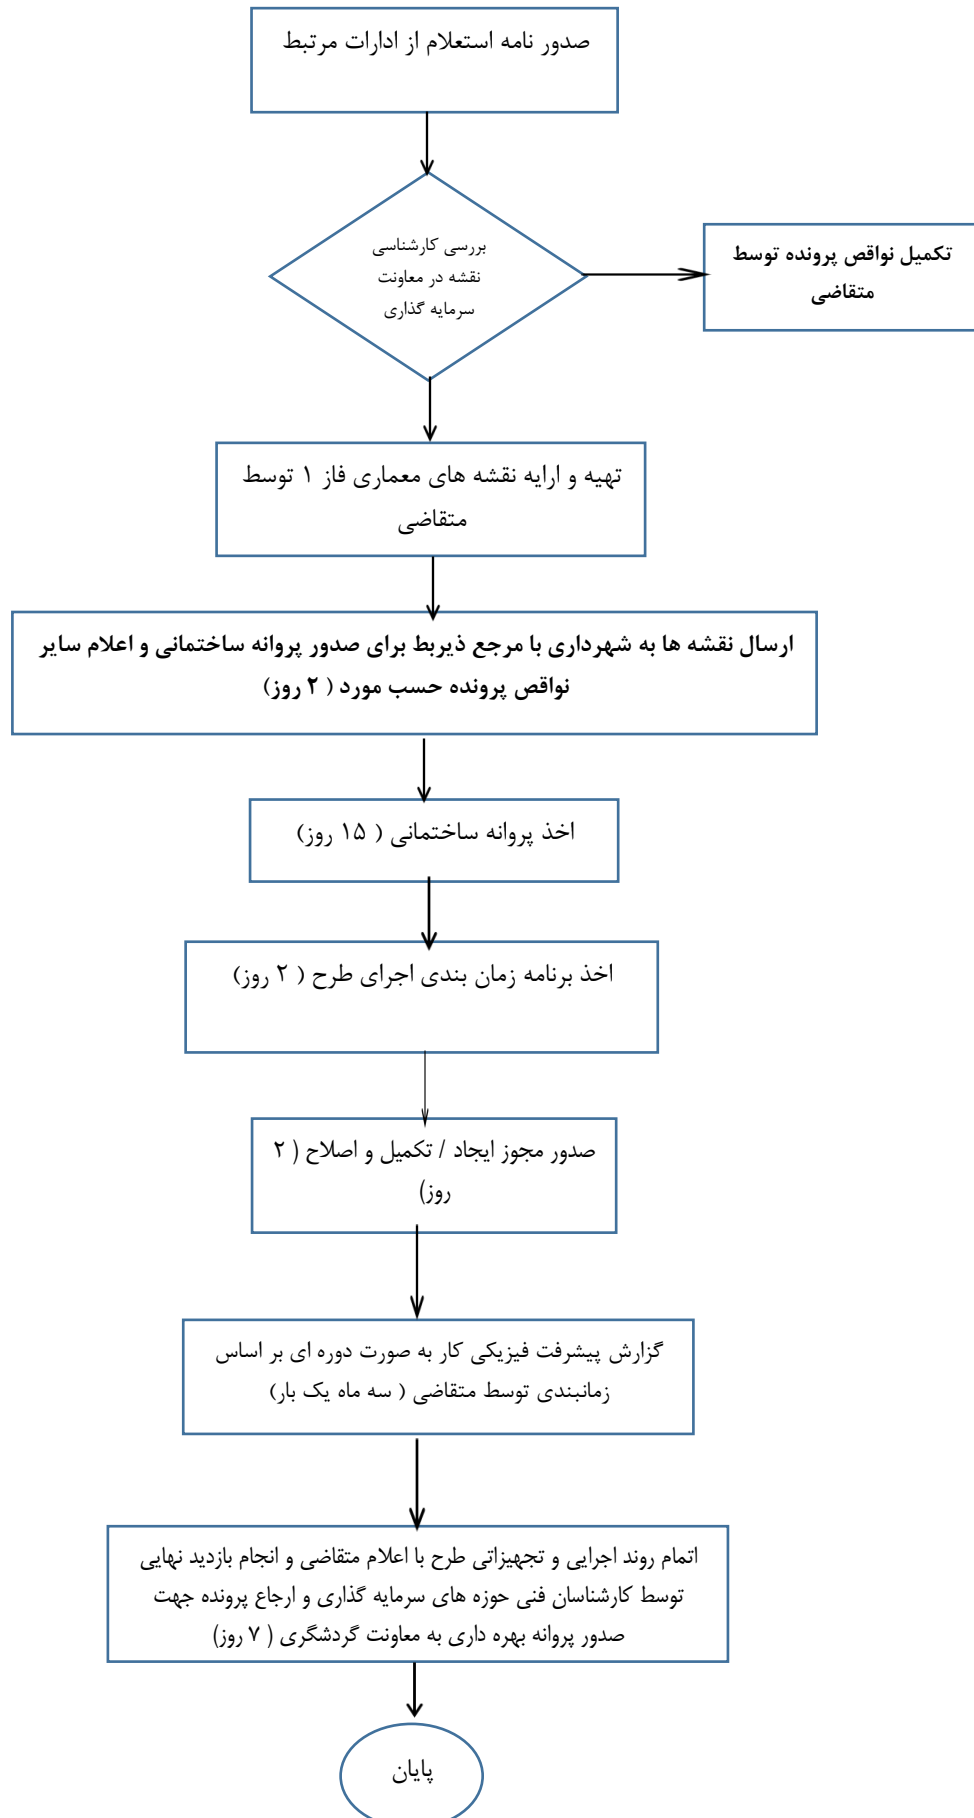 صدور نامه استعلام از ادارات مرتبط
بررسی کارشناسی
نقشه در معاونت
سرمایه گذاری
تکمیل نواقص پرونده توسط
متقاضی
تهیه و ارایه نقشه های معماری فاز ۱ توسط
متقاضی
ارسال نقشه ها به شهرداری با مرجع ذیربط برای صدور پروانه ساختمانی و اعلام سایر
نواقص پرونده حسب مورد ( ۲ روز)
اخذ پروانه ساختمانی ( ۱۵ روز)
اخذ برنامه زمان بندی اجرای طرح ( ۲ روز)
صدور مجوز ایجاد / تکمیل و اصلاح ( ۲
روز)
گزارش پیشرفت فیزیکی کار به صورت دوره ای بر اساس
زمانبندی توسط متقاضی ( سه ماه یک بار)
اتمام روند اجرایی و تجهیزاتی طرح با اعلام متقاضی و انجام بازدید نهایی
توسط کارشناسان فنی حوزه های سرمایه گذاری و ارجاع پرونده جهت
صدور پروانه بهره داری به معاونت گردشگری ( ۷ روز)
پایان